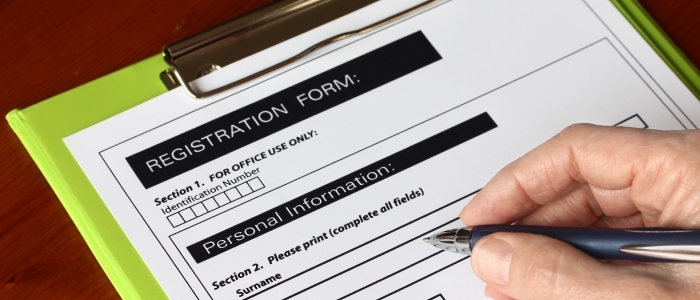 REGISTRATION FORM:
Section 1. FOR OFFICE USE ONLY:
Identification Number
Personal Information:
Section 2. Please print (complete all fields)
Surname